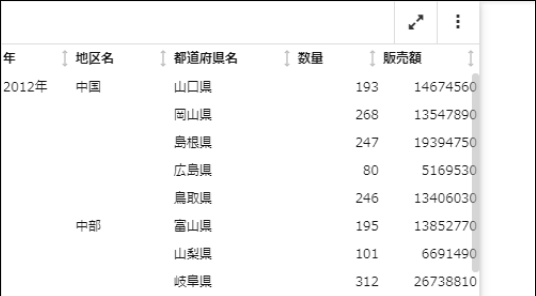 年 地区名 都道府県名 数量 販売額
2012年 中国 山口県 193 14674560
岡山県 268 13547890
島根県 247 19394750
広島県 80 5169530
鳥取県 246 13406030
中部 富山県 195 13852770
山梨県 101 6691490
岐阜県 312 26738810